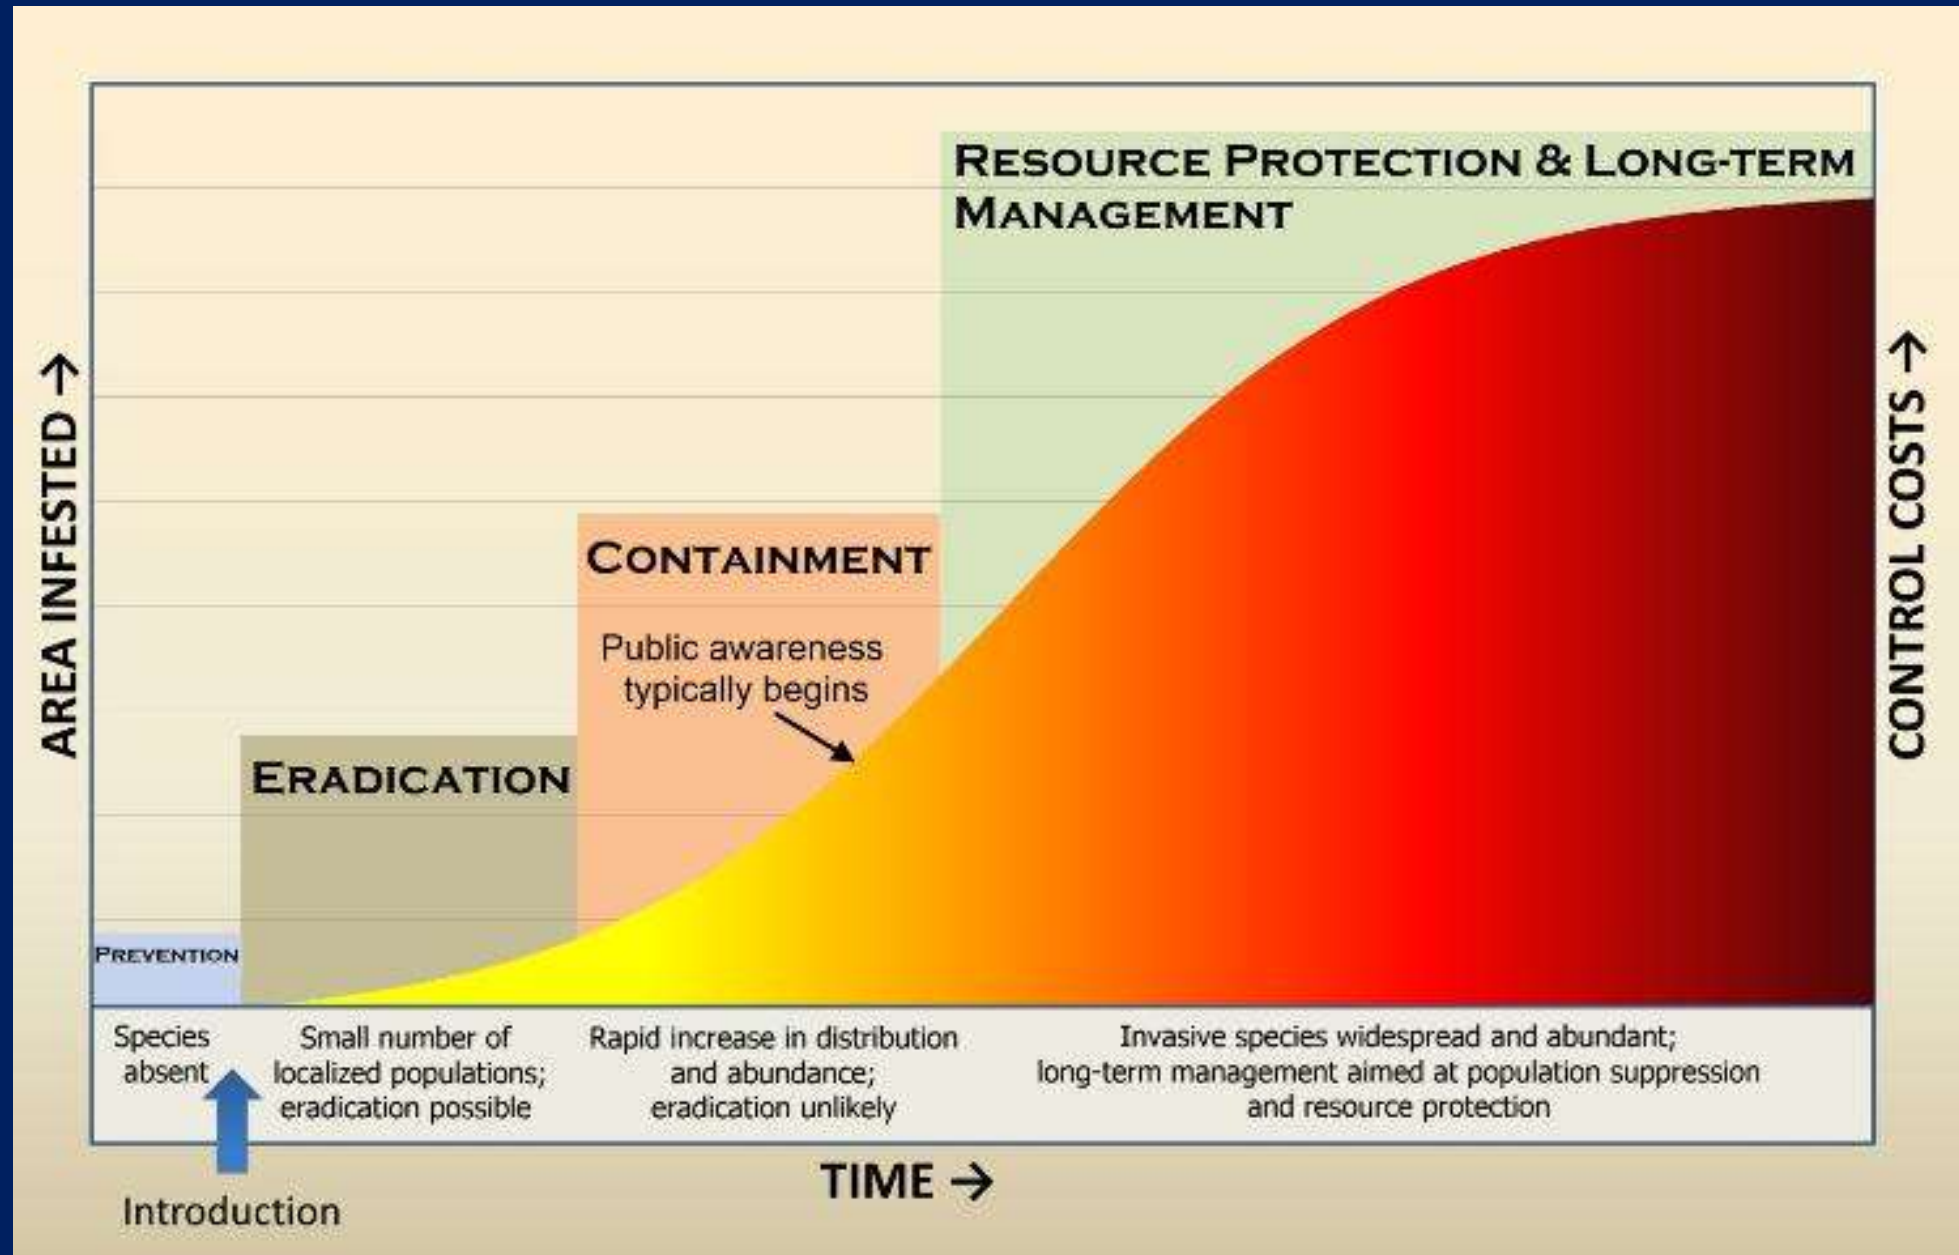 RESOURCE PROTECTION & LONG-TERM
MANAGEMENT
CONTAINMENT
Public awareness
typically begins
ERADICATION
PREVENTION
AREA INFESTED →
CONTROL COSTS →
Species
absent
Small number of
localized populations;
eradication possible
Rapid increase in distribution
and abundance;
eradication unlikely
Invasive species widespread and abundant;
long-term management aimed at population suppression
and resource protection
TIME →
Introduction